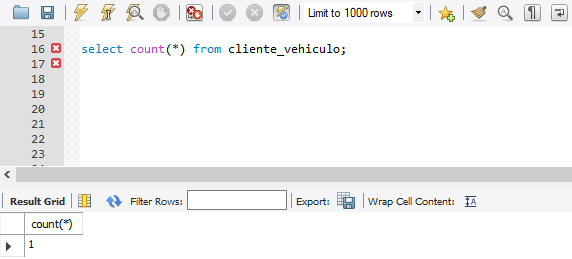 Limit to 1000 rows
15
16 select count(*) from cliente_vehiculo;
17
18
19
20
21
22
23
Result Grid Filter Rows: Export: Wrap Cell Content: IA
count(*)
1